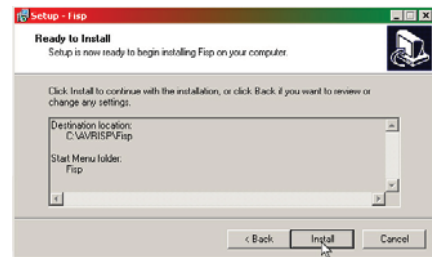 Setup - Fisp
Ready to Install
Setup is now ready to begin installing Fisp on your computer.
Click Install to continue with the installation, or click Back if you want to review or
change any settings.
Destination location:
C:\AVRISP\Fisp
Start Menu folder:
Fisp
< Back
Install
Cancel